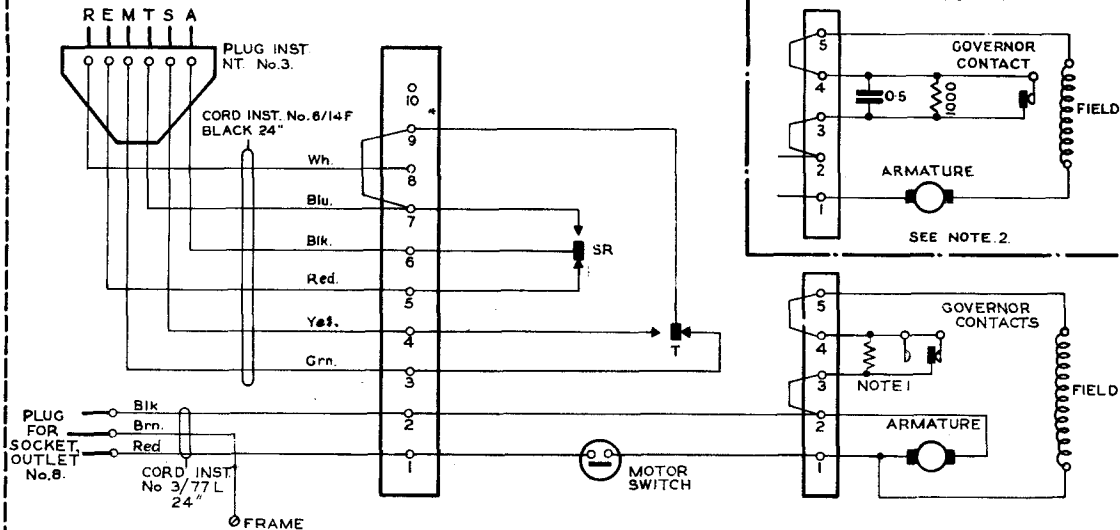 R E M T S A
PLUG INST.
NT. No.3.
CORD INST. No.6/14F
BLACK 24"
Wh.
Blu.
Blk.
Red.
Yel.
Grn.
10
9
8
7
6
5
4
3
2
1
SR
T
PLUG
FOR
SOCKET
OUTLET
No.8.
Blk
Brn.
Red
CORD INST.
No 3/77L
24"
FRAME
MOTOR
SWITCH
5
4
3
2
1
GOVERNOR
CONTACT
0·5
1000
FIELD
ARMATURE
SEE NOTE.2.
5
4
3
2
1
GOVERNOR
CONTACTS
NOTE 1
FIELD
ARMATURE